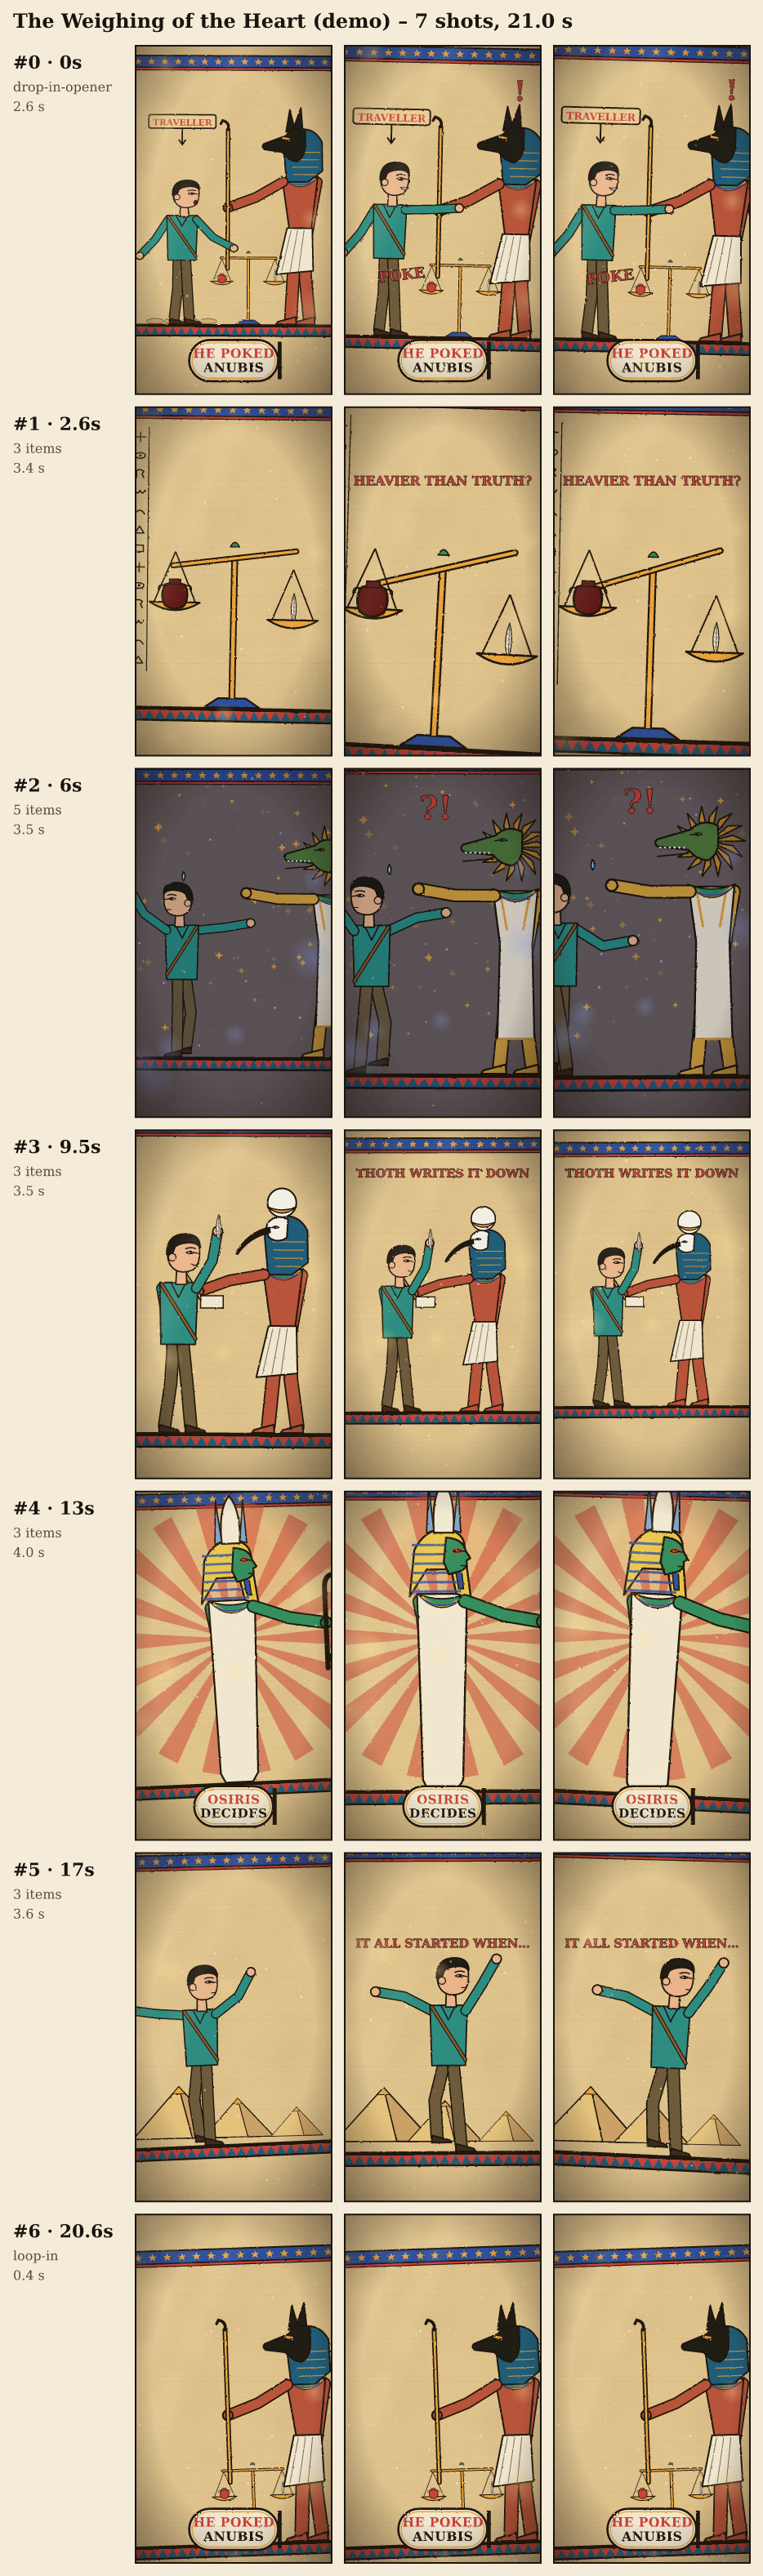 The Weighing of the Heart (demo) – 7 shots, 21.0 s
#0 · 0s
drop-in-opener
2.6 s
TRAVELLER
HE POKED
ANUBIS
TRAVELLER
!
POKE
HE POKED
ANUBIS
TRAVELLER
!
POKE
HE POKED
ANUBIS
#1 · 2.6s
3 items
3.4 s
HEAVIER THAN TRUTH?
HEAVIER THAN TRUTH?
#2 · 6s
5 items
3.5 s
?!
?!
#3 · 9.5s
3 items
3.5 s
THOTH WRITES IT DOWN
THOTH WRITES IT DOWN
#4 · 13s
3 items
4.0 s
OSIRIS
DECIDES
OSIRIS
DECIDES
OSIRIS
DECIDES
#5 · 17s
3 items
3.6 s
IT ALL STARTED WHEN...
IT ALL STARTED WHEN...
#6 · 20.6s
loop-in
0.4 s
HE POKED
ANUBIS
HE POKED
ANUBIS
HE POKED
ANUBIS